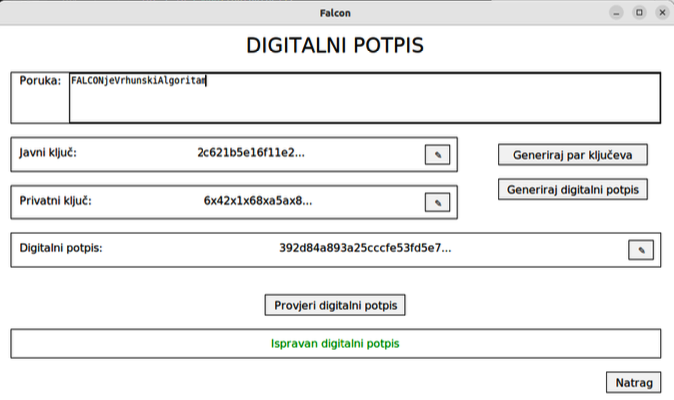 Falcon
DIGITALNI POTPIS
Poruka: FALCONjeVrhunskiAlgoritam
Javni ključ: 2c621b5e16f11e2...
Generiraj par ključeva
Privatni ključ: 6x42x1x68xa5ax8...
Generiraj digitalni potpis
Digitalni potpis: 392d84a893a25cccfe53fd5e7...
Provjeri digitalni potpis
Ispravan digitalni potpis
Natrag